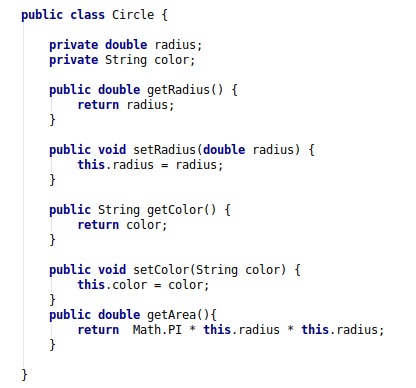 public class Circle {
private double radius;
private String color;
public double getRadius() {
return radius;
}
public void setRadius(double radius) {
this.radius = radius;
}
public String getColor() {
return color;
}
public void setColor(String color) {
this.color = color;
}
public double getArea(){
return  Math.PI * this.radius * this.radius;
}
}